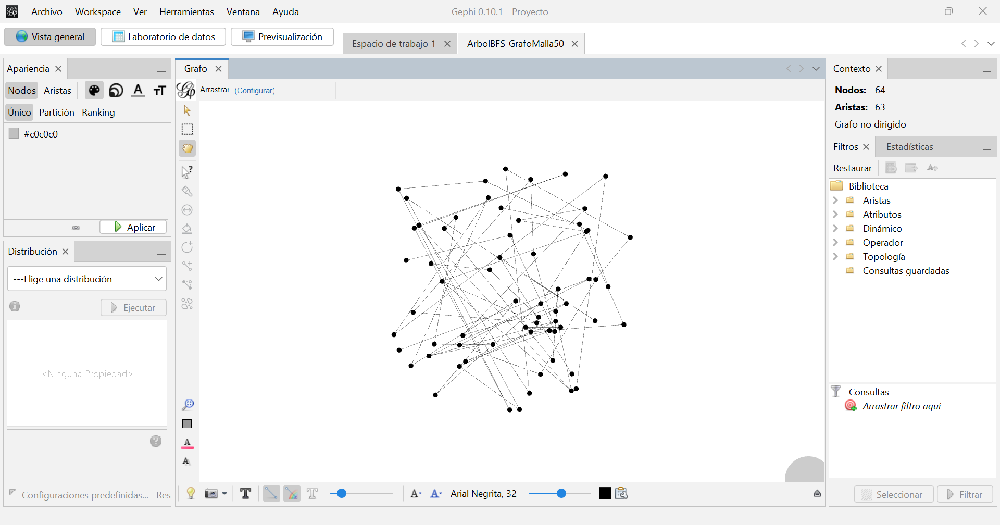 Archivo Workspace Ver Herramientas Ventana Ayuda Gephi 0.10.1 - Proyecto
Vista general Laboratorio de datos Previsualización Espacio de trabajo 1 ArbolBFS_GrafoMalla50
Apariencia
Nodos Aristas A TT
Único Partición Ranking
#c0c0c0
Aplicar
Distribución
---Elige una distribución
Ejecutar
<Ninguna Propiedad>
Configuraciones predefinidas... Res
Grafo
Arrastrar (Configurar)
T T A A Arial Negrita, 32
Contexto
Nodos: 64
Aristas: 63
Grafo no dirigido
Filtros Estadísticas
Restaurar
Biblioteca
Aristas
Atributos
Dinámico
Operador
Topología
Consultas guardadas
Consultas
Arrastrar filtro aquí
Seleccionar Filtrar